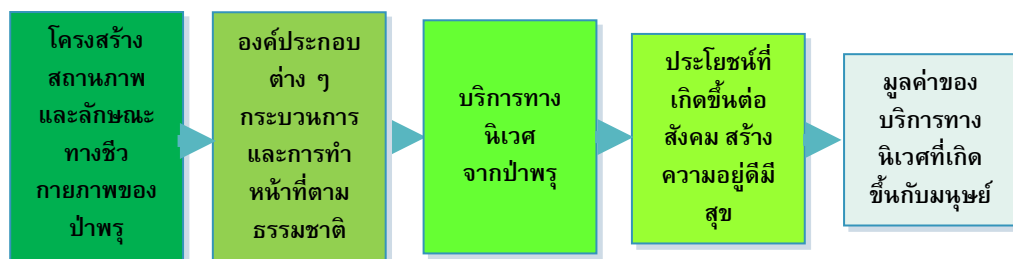 โครงสร้าง
สถานภาพ
และลักษณะ
ทางชีว
กายภาพของ
ป่าพรุ
องค์ประกอบ
ต่าง ๆ
กระบวนการ
และการทำ
หน้าที่ตาม
ธรรมชาติ
บริการทาง
นิเวศ
จากป่าพรุ
ประโยชน์ที่
เกิดขึ้นต่อ
สังคม สร้าง
ความอยู่ดีมี
สุข
มูลค่าของ
บริการทาง
นิเวศที่เกิด
ขึ้นกับมนุษย์